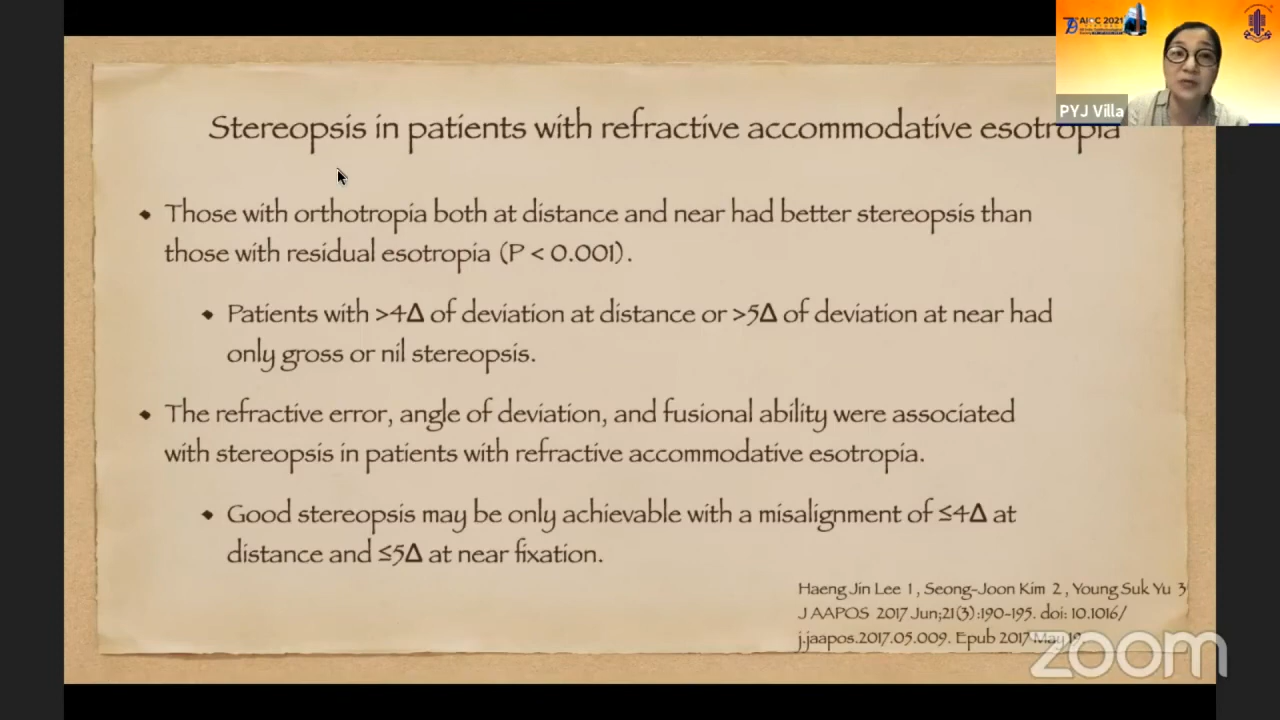 AIOC 2021
PYJ Villa
Stereopsis in patients with refractive accommodative esotropia
Those with orthotropia both at distance and near had better stereopsis than
those with residual esotropia (P < 0.001).
Patients with >4Δ of deviation at distance or >5Δ of deviation at near had
only gross or nil stereopsis.
The refractive error, angle of deviation, and fusional ability were associated
with stereopsis in patients with refractive accommodative esotropia.
Good stereopsis may be only achievable with a misalignment of ≤4Δ at
distance and ≤5Δ at near fixation.
Haeng Jin Lee 1 , Seong-Joon Kim 2 , Young Suk Yu 3
J AAPOS 2017 Jun;21(3):190-195. doi: 10.1016/
j.jaapos.2017.05.009. Epub 2017 May 19.
zoom